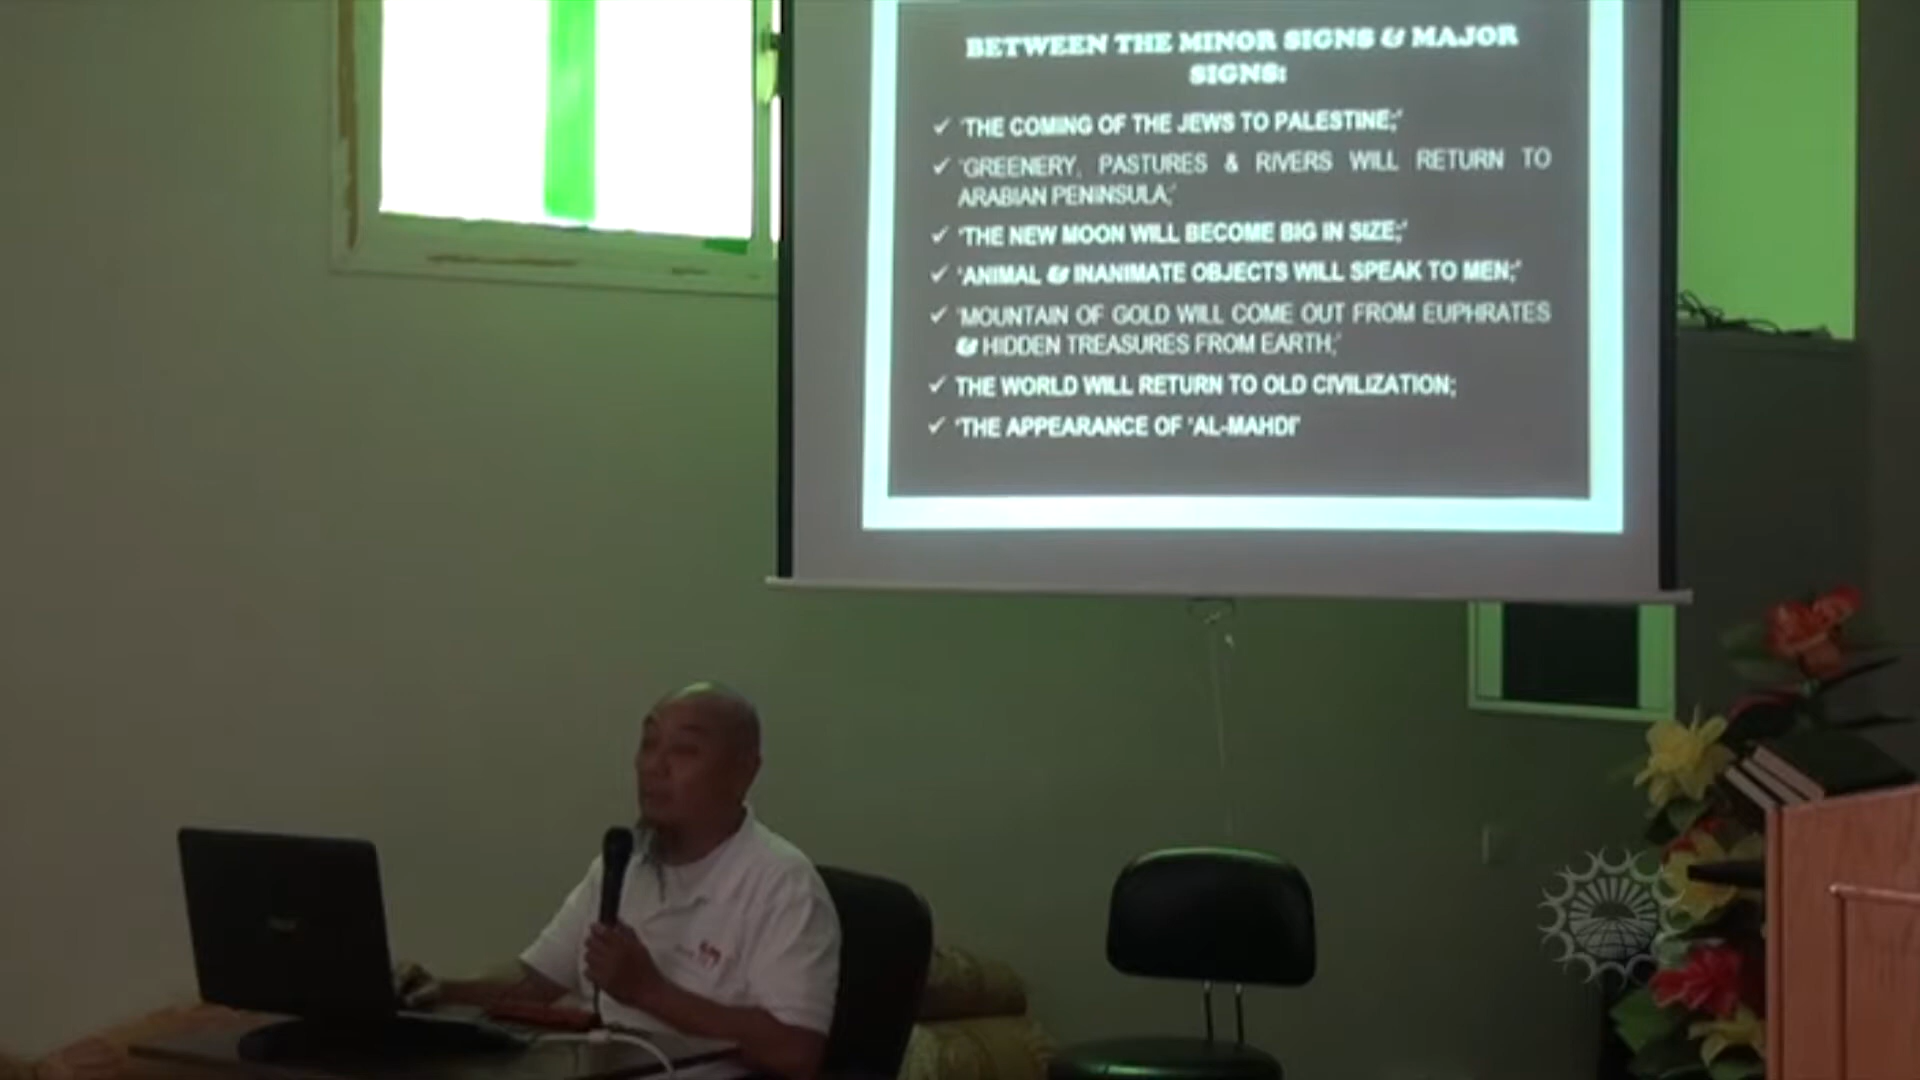 BETWEEN THE MINOR SIGNS & MAJOR
SIGNS:
✓ 'THE COMING OF THE JEWS TO PALESTINE;'
✓ 'GREENERY, PASTURES & RIVERS WILL RETURN TO
ARABIAN PENINSULA;'
✓ 'THE NEW MOON WILL BECOME BIG IN SIZE;'
✓ 'ANIMAL & INANIMATE OBJECTS WILL SPEAK TO MEN;'
✓ 'MOUNTAIN OF GOLD WILL COME OUT FROM EUPHRATES
& HIDDEN TREASURES FROM EARTH;'
✓ THE WORLD WILL RETURN TO OLD CIVILIZATION;
✓ 'THE APPEARANCE OF 'AL-MAHDI'